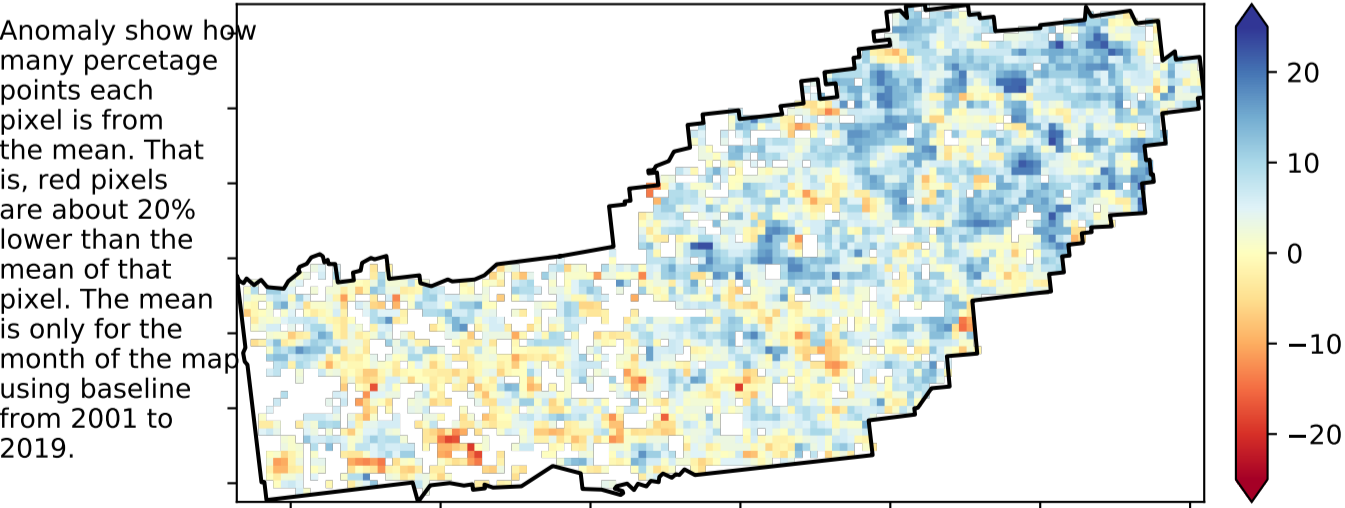 Anomaly show how
many percetage
points each
pixel is from
the mean. That
is, red pixels
are about 20%
lower than the
mean of that
pixel. The mean
is only for the
month of the map
using baseline
from 2001 to
2019.
20
10
0
−10
−20